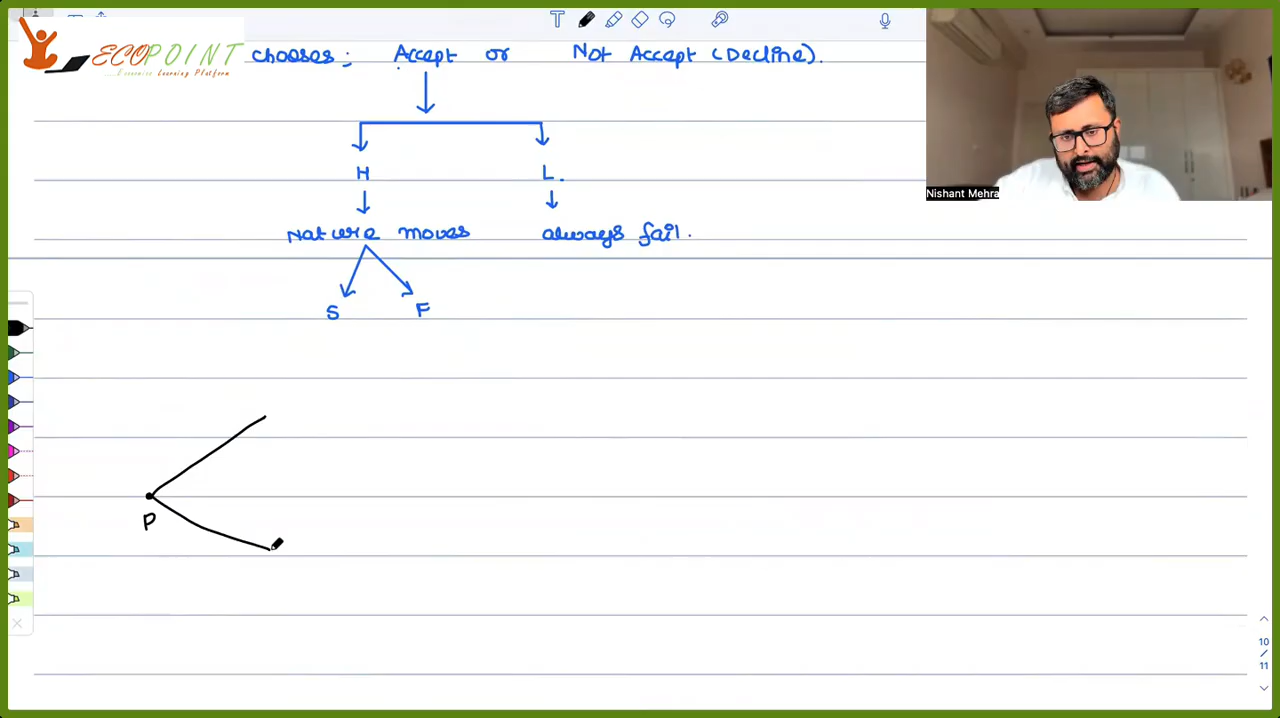 ECOPOINT
Economics Learning Platform
chooses: Accept or Not Accept (Decline).
H L.
Nature moves always fail.
S F
P
Nishant Mehra
10
/
11